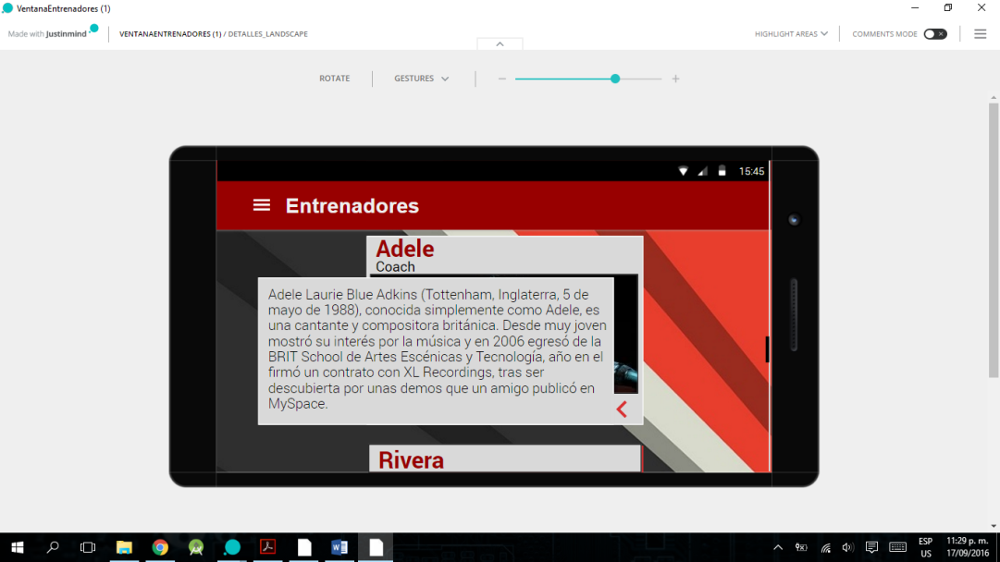 VentanaEntrenadores (1)
Made with Justinmind
VENTANAENTRENADORES (1) / DETALLES_LANDSCAPE
HIGHLIGHT AREAS
COMMENTS MODE
ROTATE
GESTURES
15:45
Entrenadores
Adele
Coach
Adele Laurie Blue Adkins (Tottenham, Inglaterra, 5 de
mayo de 1988), conocida simplemente como Adele, es
una cantante y compositora británica. Desde muy joven
mostró su interés por la música y en 2006 egresó de la
BRIT School de Artes Escénicas y Tecnología, año en el
firmó un contrato con XL Recordings, tras ser
descubierta por unas demos que un amigo publicó en
MySpace.
Rivera
ESP
US
11:29 p. m.
17/09/2016